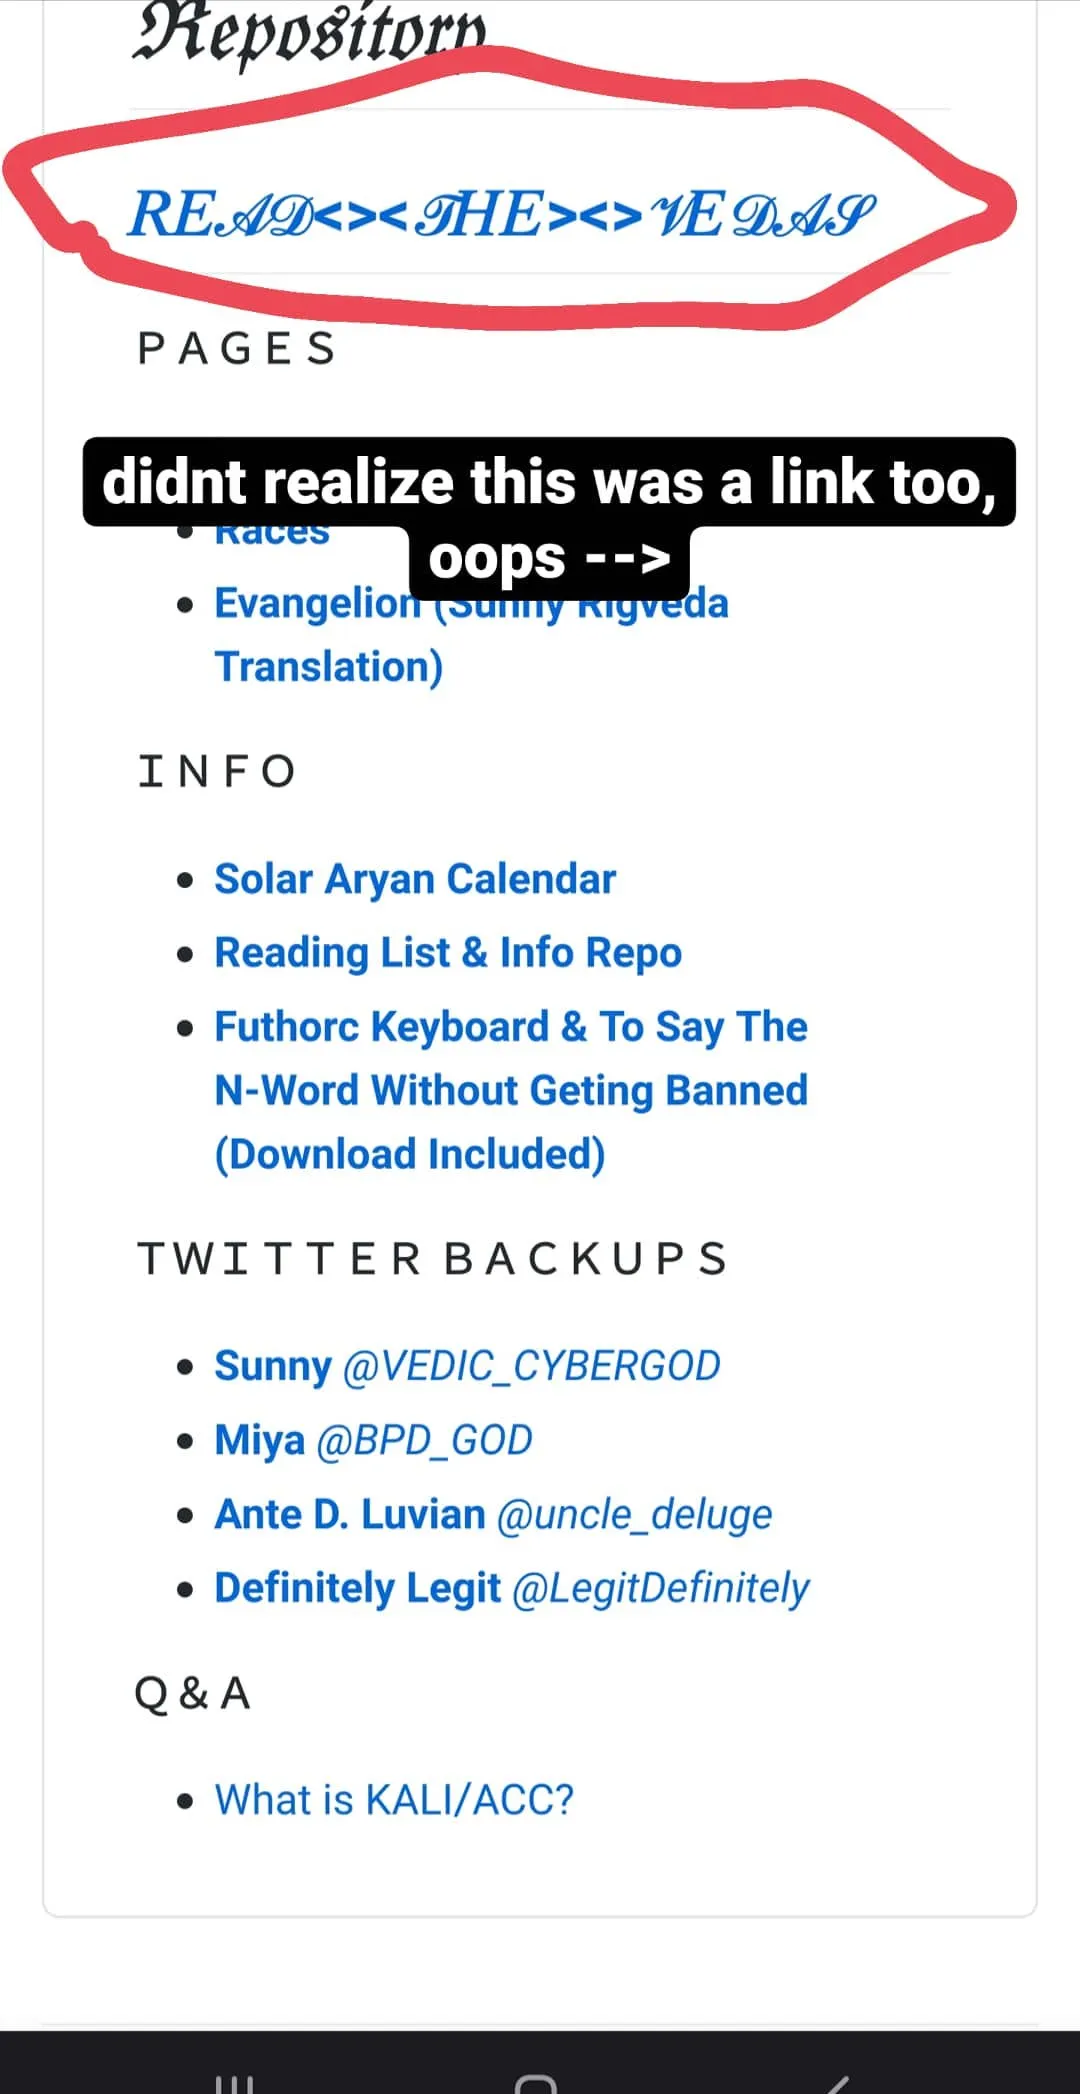 Repository
READ<><THE><>VEDAS
PAGES
didnt realize this was a link too,
oops -->
Races
Evangelion (Sunny Rigveda
Translation)
INFO
Solar Aryan Calendar
Reading List & Info Repo
Futhorc Keyboard & To Say The
N-Word Without Geting Banned
(Download Included)
TWITTER BACKUPS
Sunny @VEDIC_CYBERGOD
Miya @BPD_GOD
Ante D. Luvian @uncle_deluge
Definitely Legit @LegitDefinitely
Q&A
What is KALI/ACC?